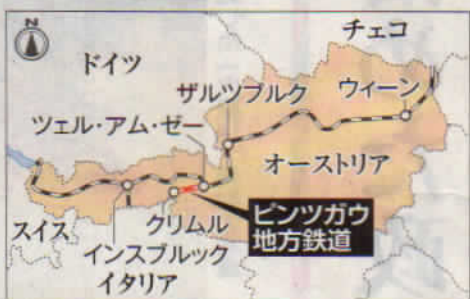 N
チェコ
ドイツ
ザルツブルク
ウィーン
ツェル・アム・ゼー
オーストリア
スイス
クリムル
ピンツガウ
地方鉄道
インスブルック
イタリア